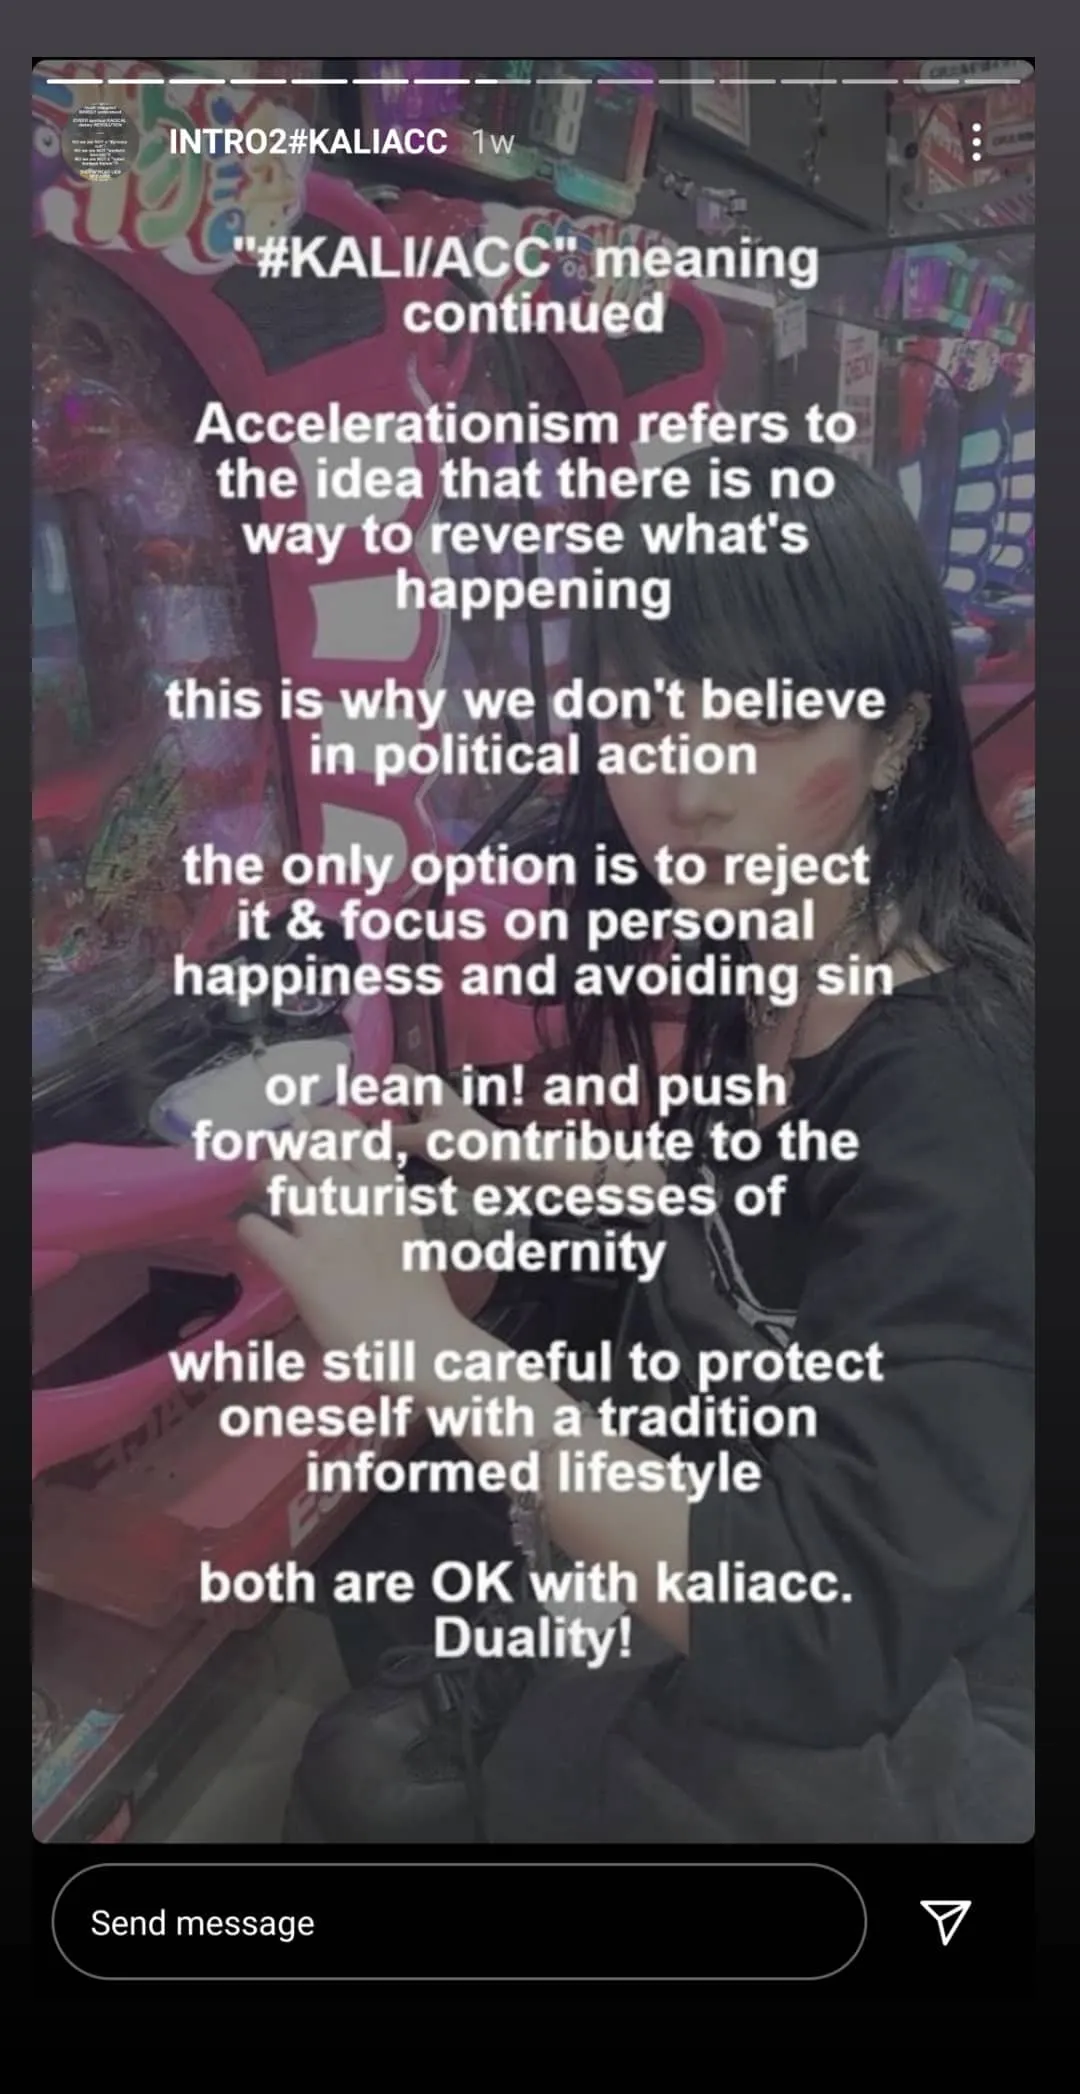 INTRO2#KALIACC 1w
"#KALI/ACC" meaning
continued
Accelerationism refers to
the idea that there is no
way to reverse what's
happening
this is why we don't believe
in political action
the only option is to reject
it & focus on personal
happiness and avoiding sin
or lean in! and push
forward, contribute to the
futurist excesses of
modernity
while still careful to protect
oneself with a tradition
informed lifestyle
both are OK with kaliacc.
Duality!
Send message